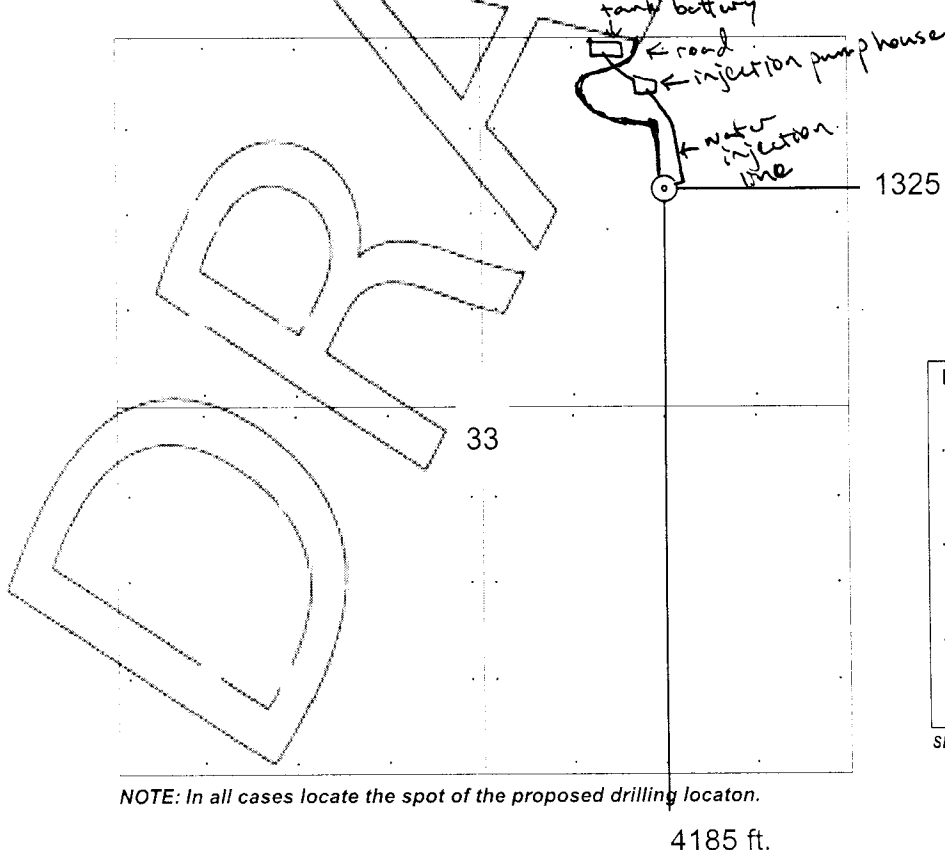 tank battery
← road
← injection pump house
← water
injection
line
1325
33
DRA
NOTE: In all cases locate the spot of the proposed drilling locaton.
4185 ft.